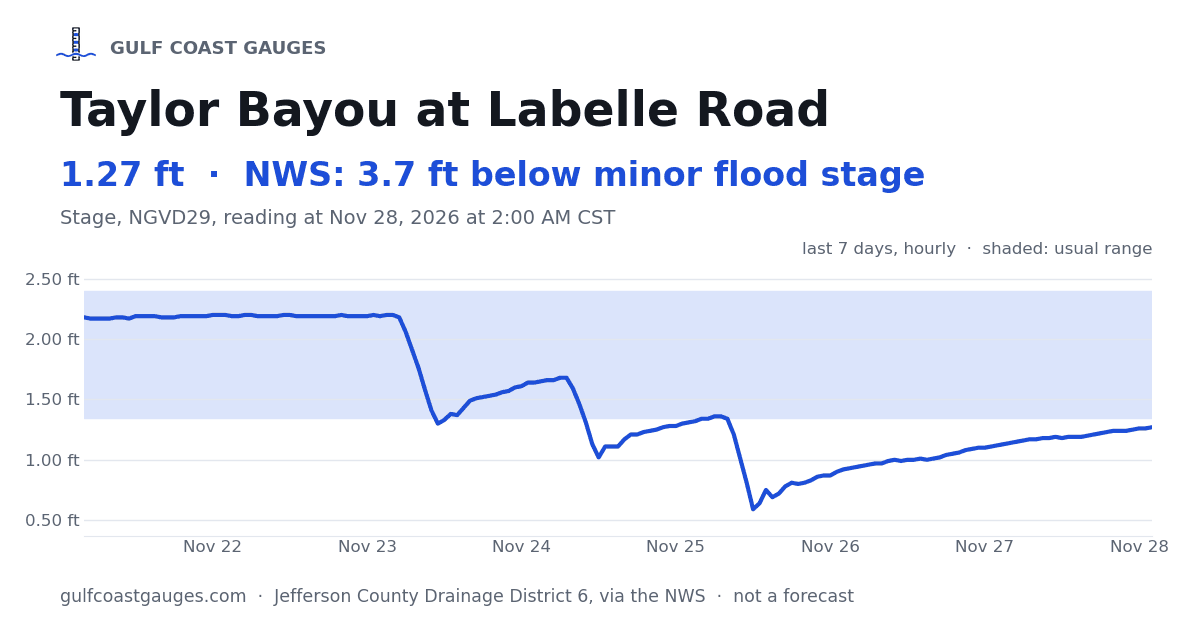 GULF COAST GAUGES
Taylor Bayou at Labelle Road
1.27 ft · NWS: 3.7 ft below minor flood stage
Stage, NGVD29, reading at Nov 28, 2026 at 2:00 AM CST
last 7 days, hourly · shaded: usual range
2.50 ft
2.00 ft
1.50 ft
1.00 ft
0.50 ft
Nov 22 Nov 23 Nov 24 Nov 25 Nov 26 Nov 27 Nov 28
gulfcoastgauges.com · Jefferson County Drainage District 6, via the NWS · not a forecast